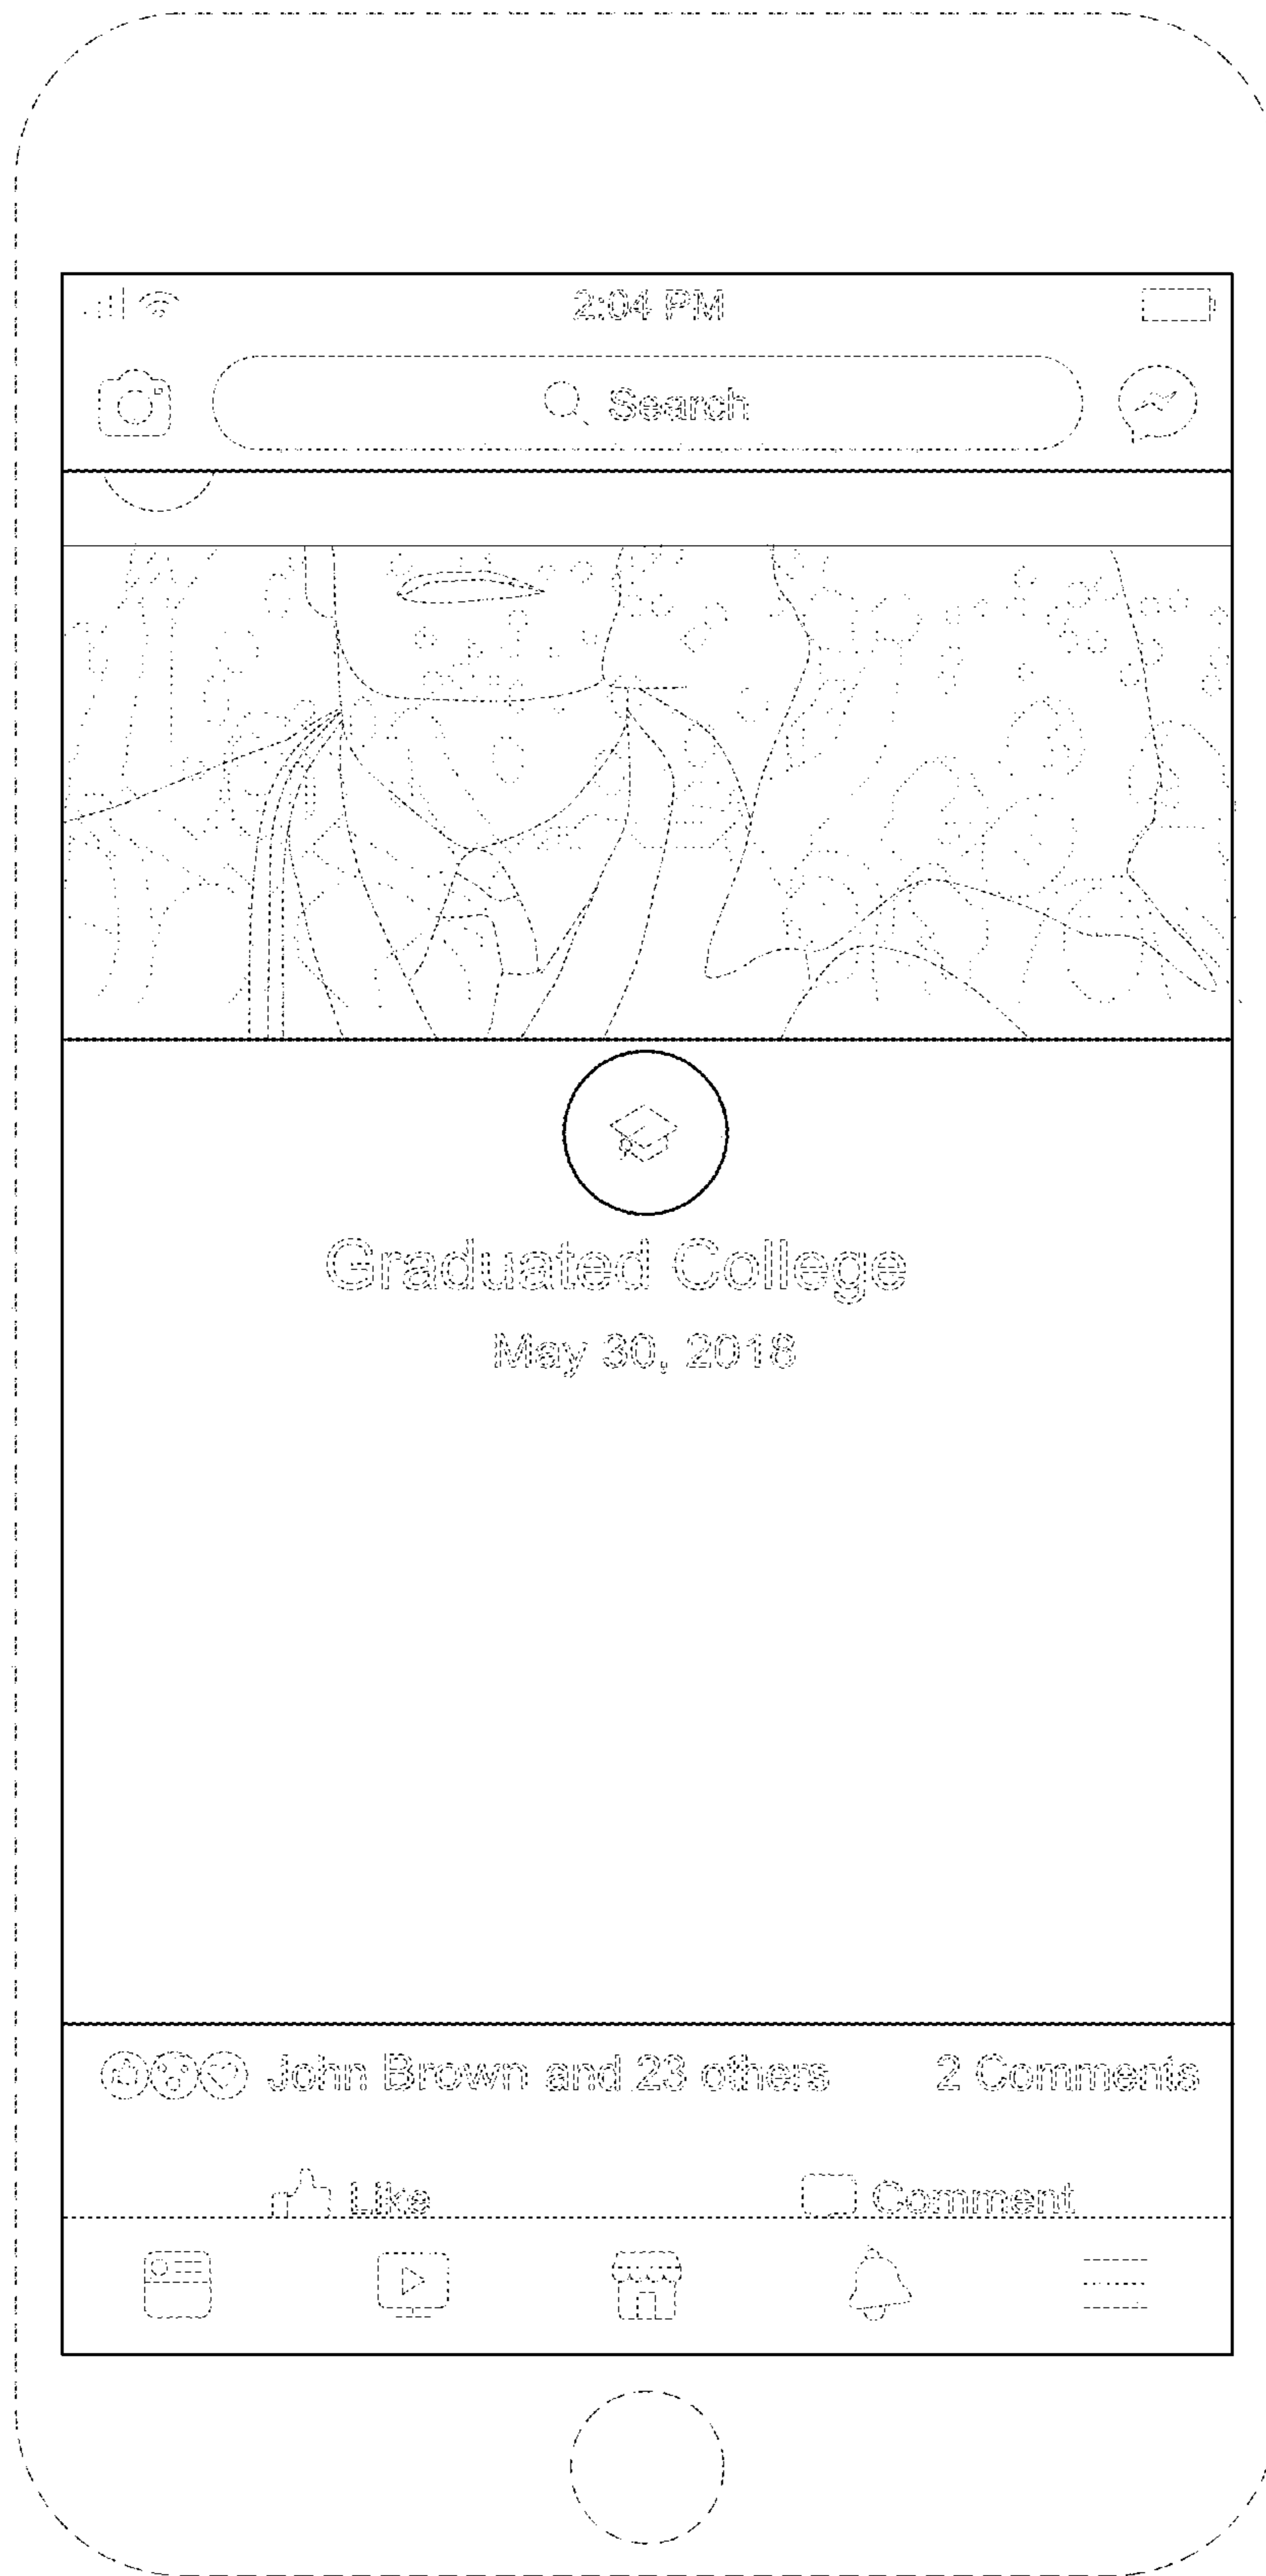 2:04 PM
Search
Graduated College
May 30, 2018
John Brown and 23 others 2 Comments
Like Comment